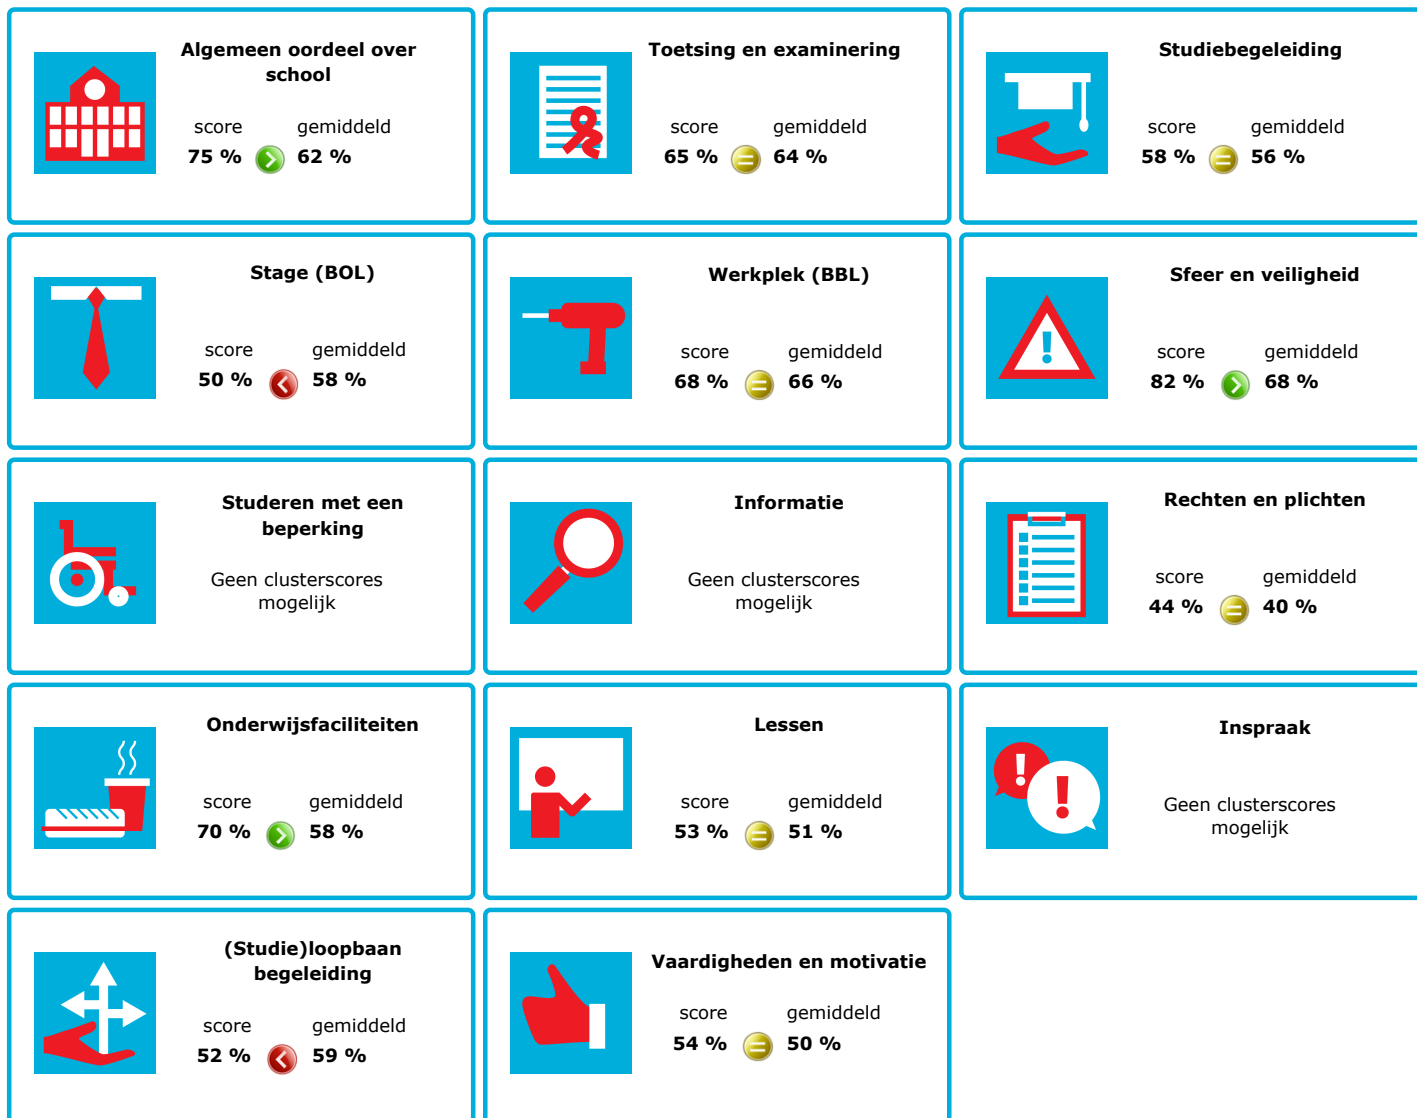 Algemeen oordeel over
school
score gemiddeld
75 % 62 %
Toetsing en examinering
score gemiddeld
65 % 64 %
Studiebegeleiding
score gemiddeld
58 % 56 %
Stage (BOL)
score gemiddeld
50 % 58 %
Werkplek (BBL)
score gemiddeld
68 % 66 %
Sfeer en veiligheid
score gemiddeld
82 % 68 %
Studeren met een
beperking
Geen clusterscores
mogelijk
Informatie
Geen clusterscores
mogelijk
Rechten en plichten
score gemiddeld
44 % 40 %
Onderwijsfaciliteiten
score gemiddeld
70 % 58 %
Lessen
score gemiddeld
53 % 51 %
Inspraak
Geen clusterscores
mogelijk
(Studie)loopbaan
begeleiding
score gemiddeld
52 % 59 %
Vaardigheden en motivatie
score gemiddeld
54 % 50 %